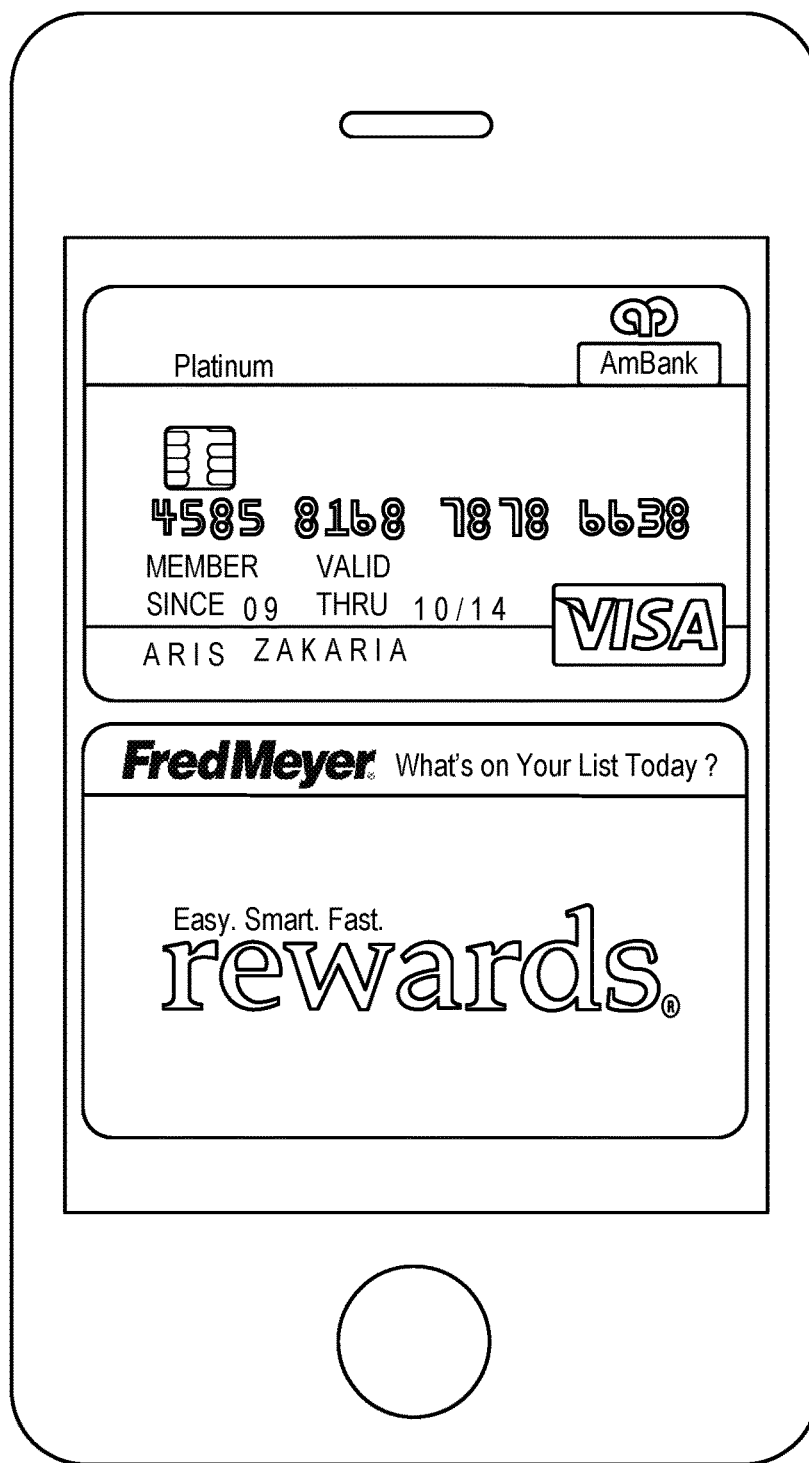 Platinum
AmBank
4585 8168 7878 6638
MEMBER VALID
SINCE 09 THRU 10/14
VISA
ARIS ZAKARIA
FredMeyer® What's on Your List Today ?
Easy. Smart. Fast.
rewards®